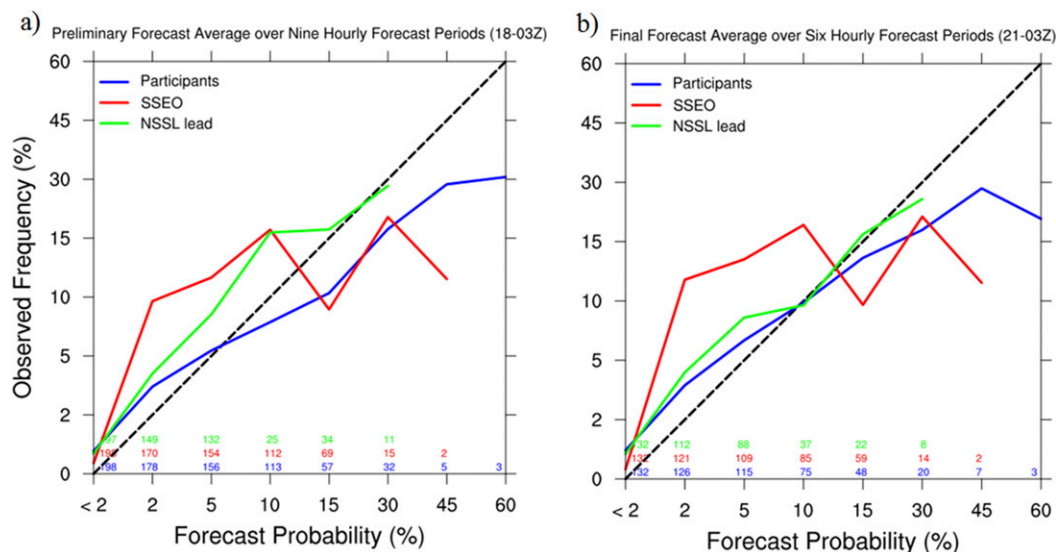 a)
Preliminary Forecast Average over Nine Hourly Forecast Periods (18-03Z)
60
45
30
15
10
5
2
0
Observed Frequency (%)
Participants
SSEO
NSSL lead
149 132 25 34 11
170 154 112 69 15 2
198 178 156 113 57 32 5 3
< 2 2 5 10 15 30 45 60
Forecast Probability (%)
b)
Final Forecast Average over Six Hourly Forecast Periods (21-03Z)
60
45
30
15
10
5
2
0
Participants
SSEO
NSSL lead
112 88 37 22 8
121 109 85 59 14 2
132 126 115 75 48 20 7 3
< 2 2 5 10 15 30 45 60
Forecast Probability (%)